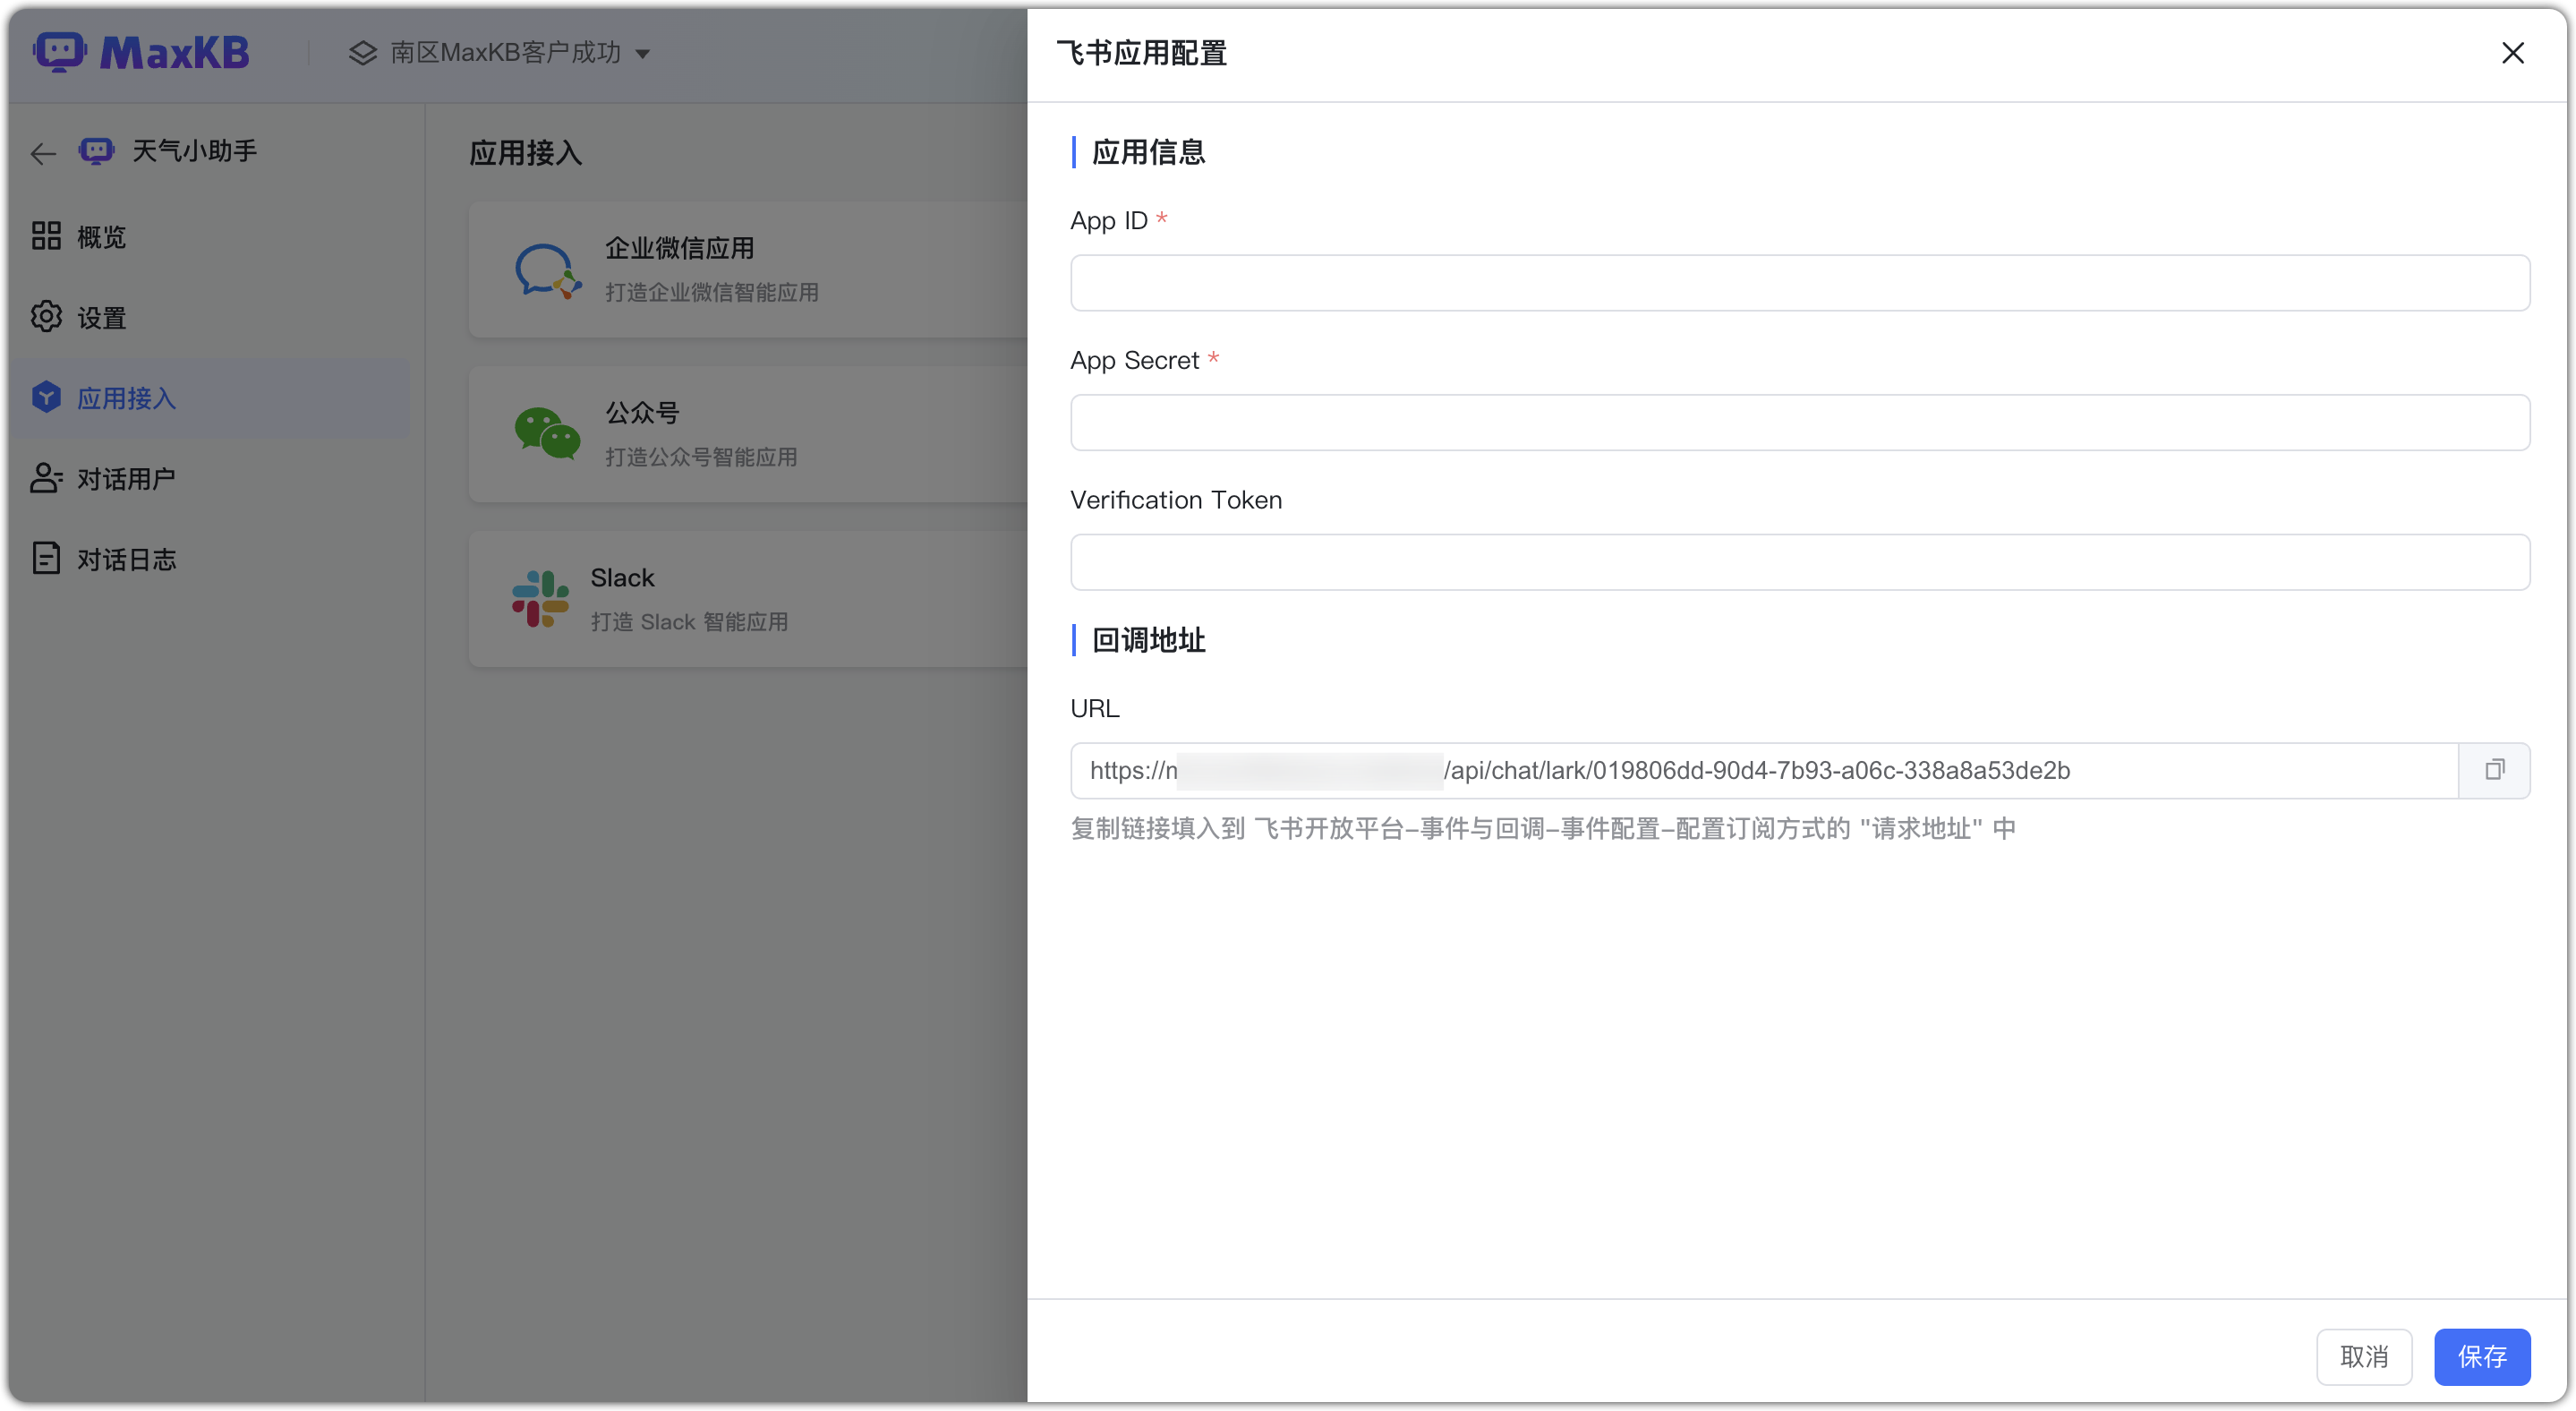 MaxKB
南区MaxKB客户成功
天气小助手
概览
设置
应用接入
对话用户
对话日志
应用接入
企业微信应用
打造企业微信智能应用
公众号
打造公众号智能应用
Slack
打造 Slack 智能应用
飞书应用配置
应用信息
App ID *
App Secret *
Verification Token
回调地址
URL
https:// /api/chat/lark/019806dd-90d4-7b93-a06c-338a8a53de2b
复制链接填入到 飞书开放平台-事件与回调-事件配置-配置订阅方式的 "请求地址" 中
取消
保存